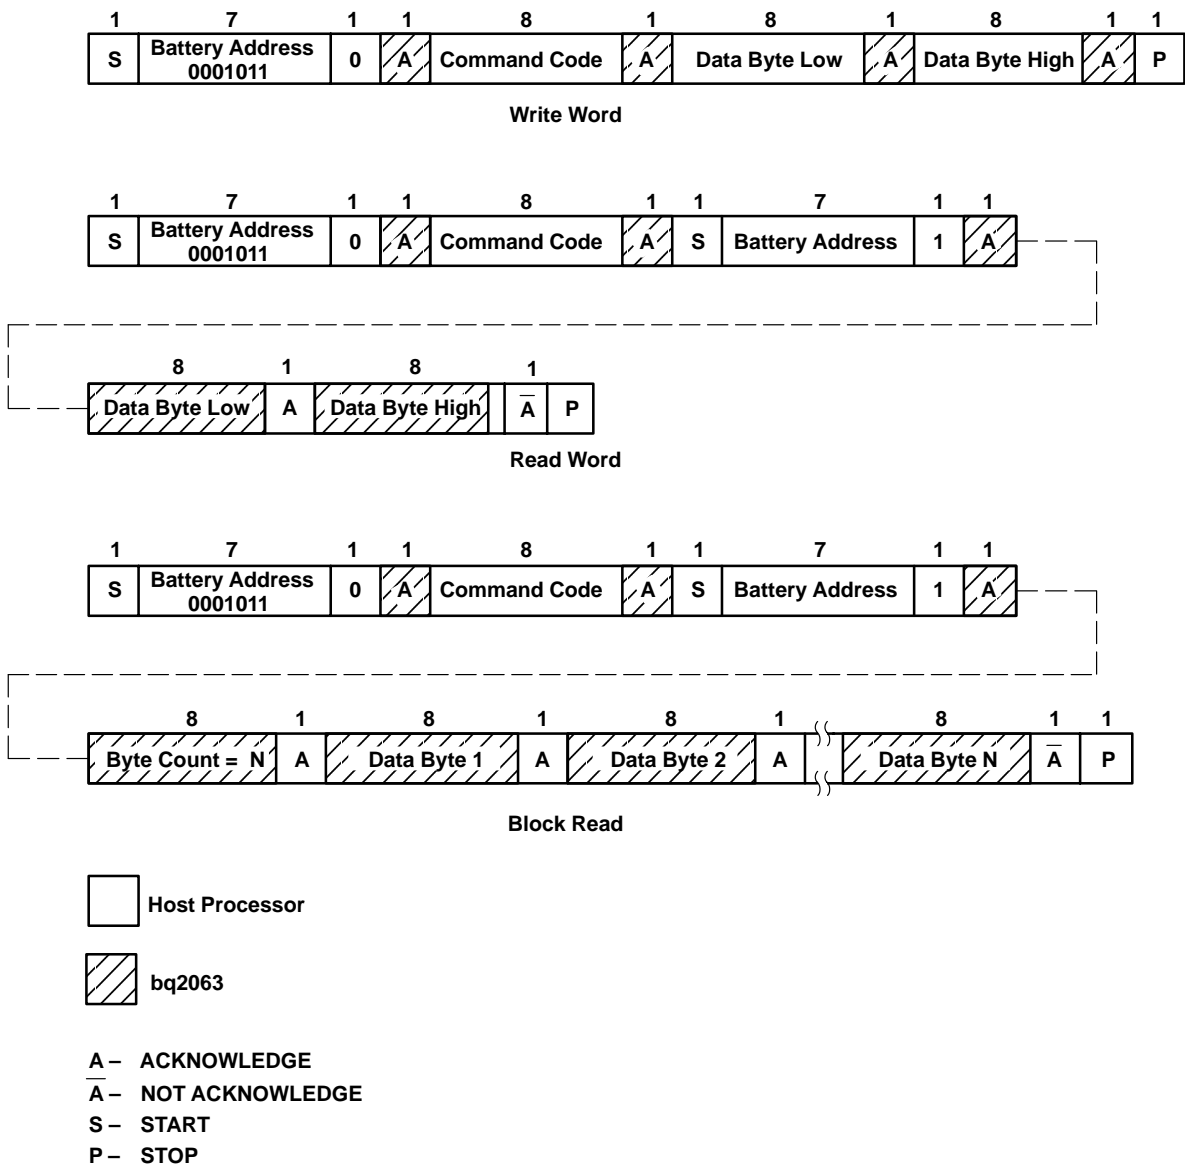 1 7 1 1 8 1 8 1 8 1 1
S Battery Address 0 A Command Code A Data Byte Low A Data Byte High A P
0001011
Write Word
1 7 1 1 8 1 1 7 1 1
S Battery Address 0 A Command Code A S Battery Address 1 A
0001011
8 1 8 1
Data Byte Low A Data Byte High A̅ P
Read Word
1 7 1 1 8 1 1 7 1 1
S Battery Address 0 A Command Code A S Battery Address 1 A
0001011
8 1 8 1 8 1 8 1 1
Byte Count = N A Data Byte 1 A Data Byte 2 A Data Byte N A̅ P
Block Read
Host Processor
bq2063
A – ACKNOWLEDGE
A̅ – NOT ACKNOWLEDGE
S – START
P – STOP